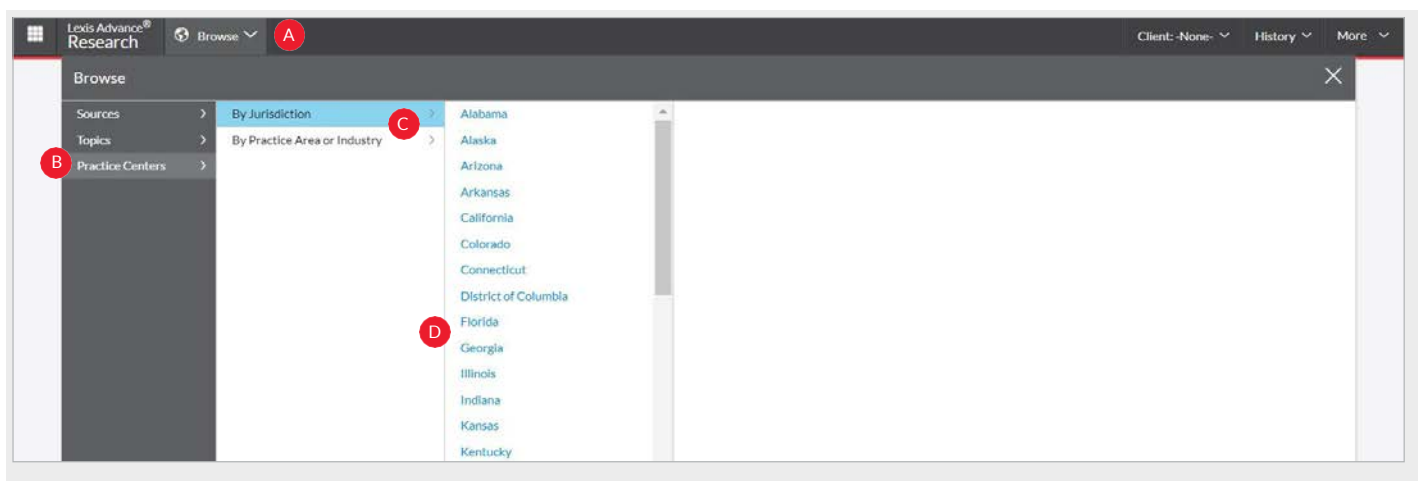 Lexis Advance®
Research
Browse
A
Client: -None-
History
More
Browse
Sources
Topics
B
Practice Centers
By Jurisdiction
C
By Practice Area or Industry
Alabama
Alaska
Arizona
Arkansas
California
Colorado
Connecticut
District of Columbia
Florida
D
Georgia
Illinois
Indiana
Kansas
Kentucky